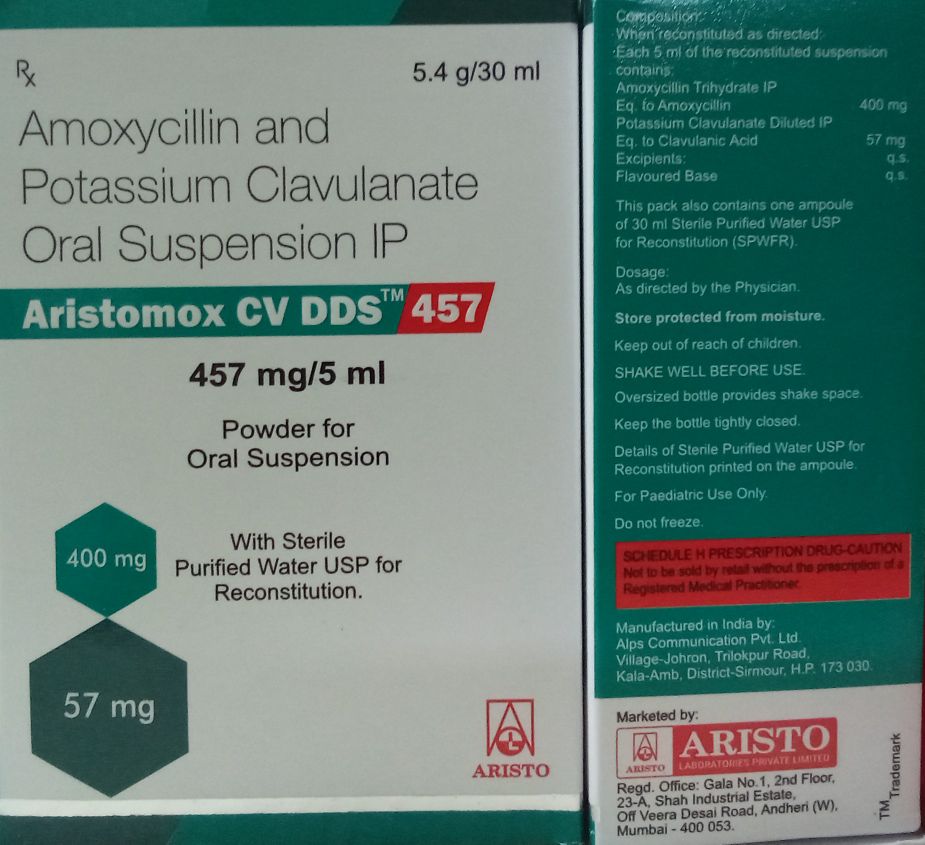 Rx
5.4 g/30 ml
Amoxycillin and
Potassium Clavulanate
Oral Suspension IP
Aristomox CV DDS™ 457
457 mg/5 ml
Powder for
Oral Suspension
400 mg
With Sterile
Purified Water USP for
Reconstitution.
57 mg
ARISTO
Composition:
When reconstituted as directed:
Each 5 ml of the reconstituted suspension
contains:
Amoxycillin Trihydrate IP
Eq. to Amoxycillin 400 mg
Potassium Clavulanate Diluted IP
Eq. to Clavulanic Acid 57 mg
Excipients: q.s.
Flavoured Base q.s.
This pack also contains one ampoule
of 30 ml Sterile Purified Water USP
for Reconstitution (SPWFR).
Dosage:
As directed by the Physician.
Store protected from moisture.
Keep out of reach of children.
SHAKE WELL BEFORE USE.
Oversized bottle provides shake space.
Keep the bottle tightly closed.
Details of Sterile Purified Water USP for
Reconstitution printed on the ampoule.
For Paediatric Use Only.
Do not freeze.
SCHEDULE H PRESCRIPTION DRUG-CAUTION
Not to be sold by retail without the prescription of a
Registered Medical Practitioner.
Manufactured in India by:
Alps Communication Pvt. Ltd.
Village-Johron, Trilokpur Road,
Kala-Amb, District-Sirmour, H.P. 173 030.
Marketed by:
ARISTO
ARISTO
LABORATORIES PRIVATE LIMITED
Regd. Office: Gala No.1, 2nd Floor,
23-A, Shah Industrial Estate,
Off Veera Desai Road, Andheri (W),
Mumbai - 400 053.
TM Trademark